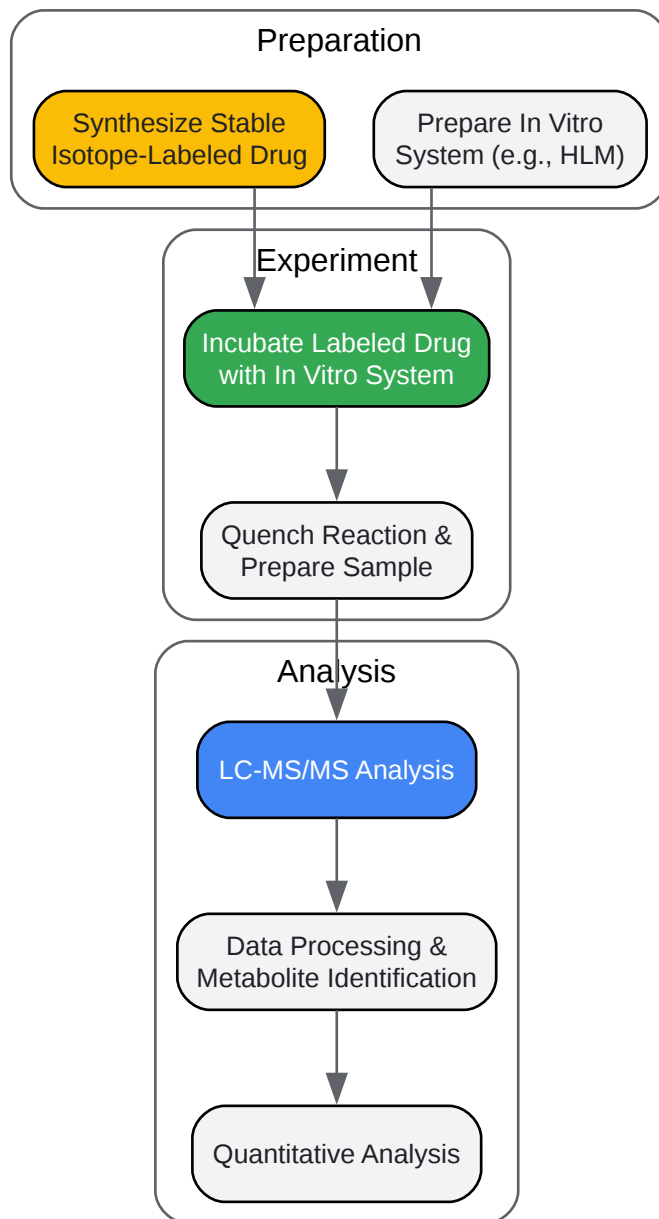 Preparation
Synthesize Stable
Isotope-Labeled Drug
Prepare In Vitro
System (e.g., HLM)
Experiment
Incubate Labeled Drug
with In Vitro System
Quench Reaction &
Prepare Sample
Analysis
LC-MS/MS Analysis
Data Processing &
Metabolite Identification
Quantitative Analysis